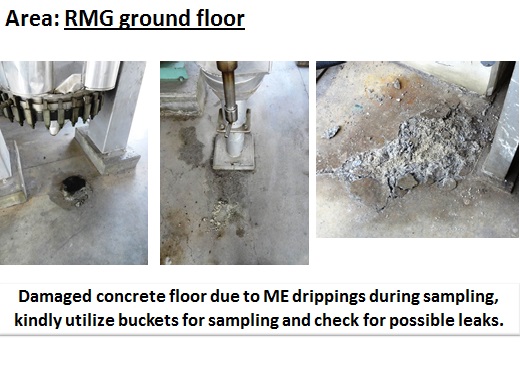 Area: RMG ground floor
Damaged concrete floor due to ME drippings during sampling,
kindly utilize buckets for sampling and check for possible leaks.